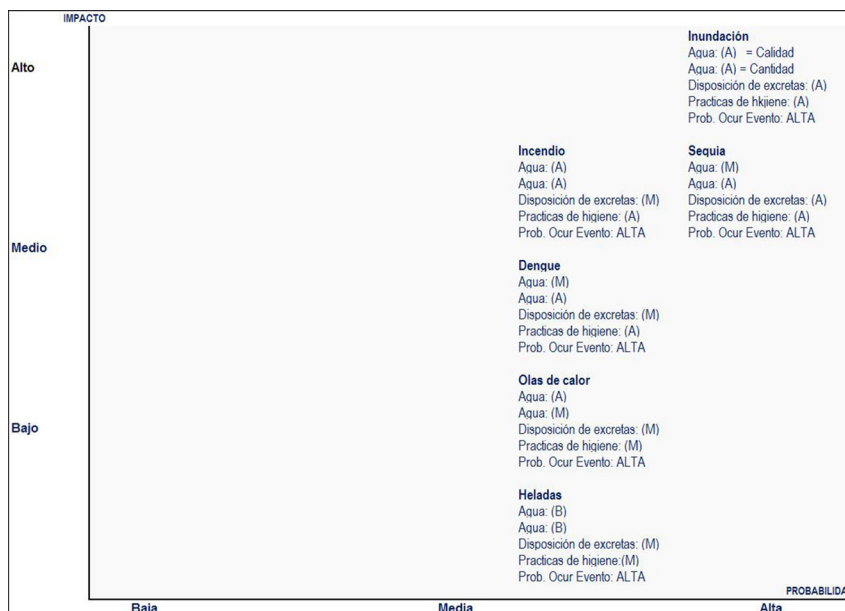 IMPACTO
Alto
Inundación
Agua: (A) = Calidad
Agua: (A) = Cantidad
Disposición de excretas: (A)
Practicas de hkjiene: (A)
Prob. Ocur Evento: ALTA
Incendio
Agua: (A)
Agua: (A)
Disposición de excretas: (M)
Practicas de higiene: (A)
Prob. Ocur Evento: ALTA
Sequia
Agua: (M)
Agua: (A)
Disposición de excretas: (A)
Practicas de higiene: (A)
Prob. Ocur Evento: ALTA
Medio
Dengue
Agua: (M)
Agua: (A)
Disposición de excretas: (M)
Practicas de higiene: (A)
Prob. Ocur Evento: ALTA
Olas de calor
Agua: (A)
Agua: (M)
Disposición de excretas: (M)
Practicas de higiene: (M)
Prob. Ocur Evento: ALTA
Bajo
Heladas
Agua: (B)
Agua: (B)
Disposición de excretas: (M)
Practicas de higiene:(M)
Prob. Ocur Evento: ALTA
PROBABILIDA
Baja
Media
Alta